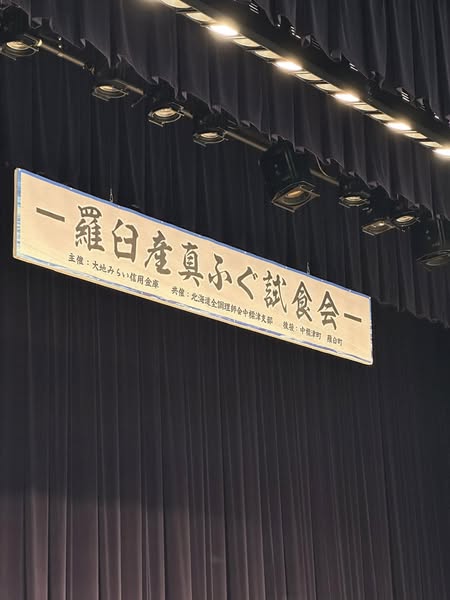 －羅臼産真ふぐ試食会－
主催：大地みらい信用金庫　共催：北海道全調理師会中標津支部　後援：中標津町　羅臼町